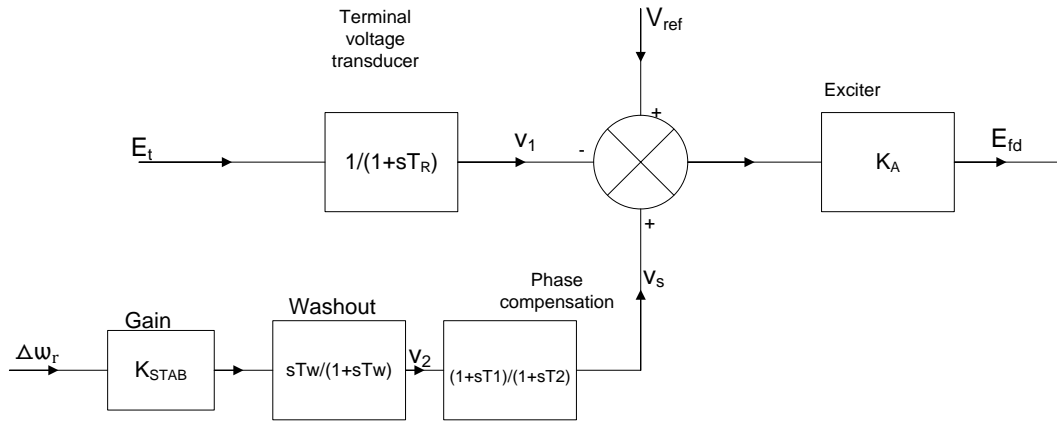 Terminal
voltage
transducer
V_ref
+
Exciter
E_t
1/(1+sT_R)
v_1
-
K_A
E_fd
+
Phase
compensation
v_s
Gain
Washout
Δω_r
K_STAB
sTw/(1+sTw)
v_2
(1+sT1)/(1+sT2)